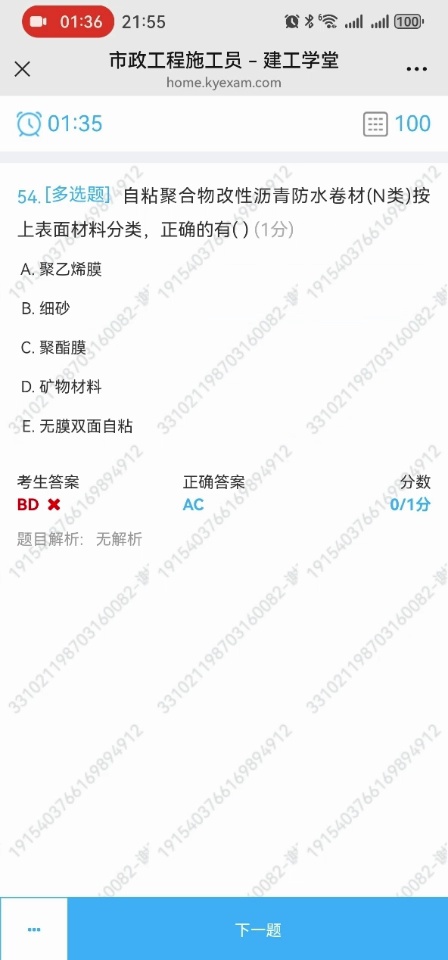 01:36 21:55 6 100
市政工程施工员 - 建工学堂
home.kyexam.com
01:35 100
54. [多选题] 自粘聚合物改性沥青防水卷材(N类)按
上表面材料分类，正确的有( ) (1分)
A. 聚乙烯膜
B. 细砂
C. 聚酯膜
D. 矿物材料
E. 无膜双面自粘
考生答案 正确答案 分数
BD AC 0/1分
题目解析: 无解析
下一题